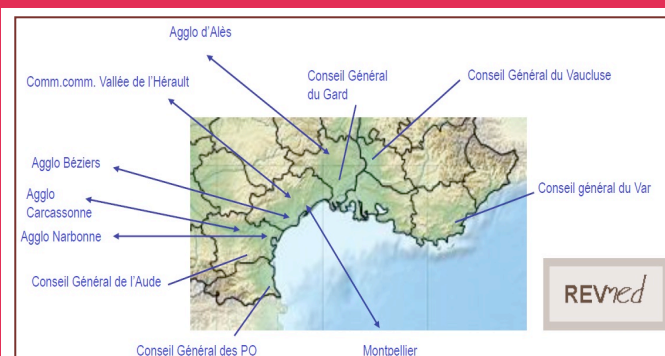 Agglo d'Alès
Comm.comm. Vallée de l'Hérault
Conseil Général
du Gard
Conseil Général du Vaucluse
Agglo Béziers
Agglo
Carcassonne
Conseil général du Var
Agglo Narbonne
Conseil Général de l'Aude
REVmed
Conseil Général des PO
Montpellier